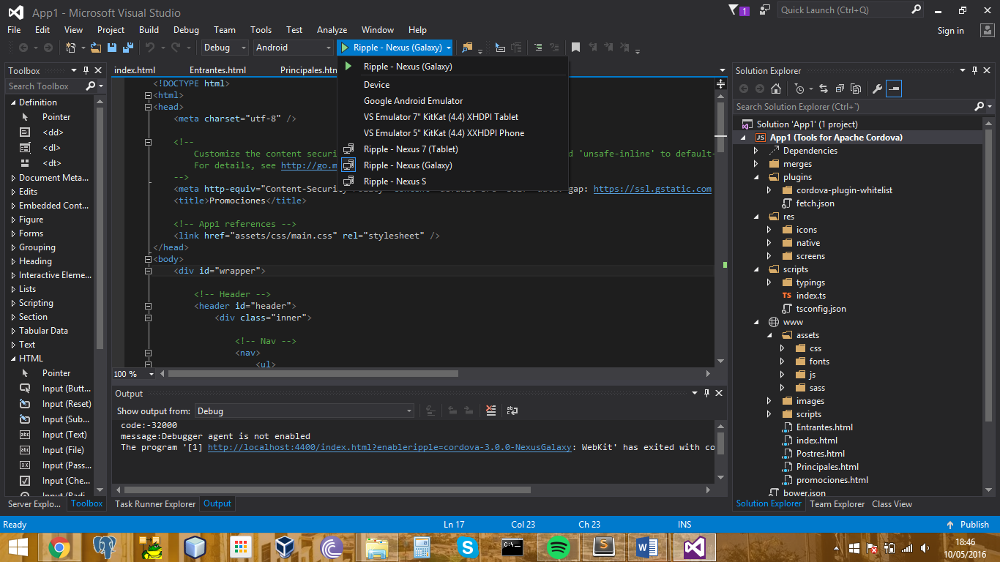 App1 - Microsoft Visual Studio
1
Quick Launch (Ctrl+Q)
File Edit View Project Build Debug Team Tools Test Analyze Window Help
Sign in
Debug Android Ripple - Nexus (Galaxy)
Toolbox
Search Toolbox
Definition
Pointer
<dd>
<dl>
<dt>
Document Meta...
Edits
Embedded Cont...
Figure
Forms
Grouping
Heading
Interactive Eleme...
Lists
Scripting
Section
Tabular Data
Text
HTML
Pointer
Input (Butt...
Input (Reset)
Input (Sub...
Input (Text)
Input (File)
Input (Pass...
Input (Che...
Input (Radi...
Server Explo... Toolbox
index.html Entrantes.html Principales.htm
Ripple - Nexus (Galaxy)
Device
Google Android Emulator
VS Emulator 7" KitKat (4.4) XHDPI Tablet
VS Emulator 5" KitKat (4.4) XXHDPI Phone
Ripple - Nexus 7 (Tablet)
Ripple - Nexus (Galaxy)
Ripple - Nexus S
<!DOCTYPE html>
<html>
<head>
<meta charset="utf-8" />
<!--
Customize the content securi 'unsafe-inline' to default-
For details, see http://go.m
-->
<meta http-equiv="Content-Security gap: https://ssl.gstatic.com
<title>Promociones</title>
<!-- App1 references -->
<link href="assets/css/main.css" rel="stylesheet" />
</head>
<body>
<div id="wrapper">
<!-- Header -->
<header id="header">
<div class="inner">
<!-- Nav -->
<nav>
<ul>
100 %
Output
Show output from: Debug
code:-32000
message:Debugger agent is not enabled
The program '[1] http://localhost:4400/index.html?enableripple=cordova-3.0.0-NexusGalaxy: WebKit' has exited with co
Task Runner Explorer Output
Solution Explorer
Search Solution Explorer (Ctrl+`)
Solution 'App1' (1 project)
JS App1 (Tools for Apache Cordova)
Dependencies
merges
plugins
cordova-plugin-whitelist
fetch.json
res
icons
native
screens
scripts
typings
TS index.ts
tsconfig.json
www
assets
css
fonts
js
sass
images
scripts
Entrantes.html
index.html
Postres.html
Principales.html
promociones.html
bower.json
Solution Explorer Team Explorer Class View
Ready Ln 17 Col 23 Ch 23 INS Publish
18:46
10/05/2016